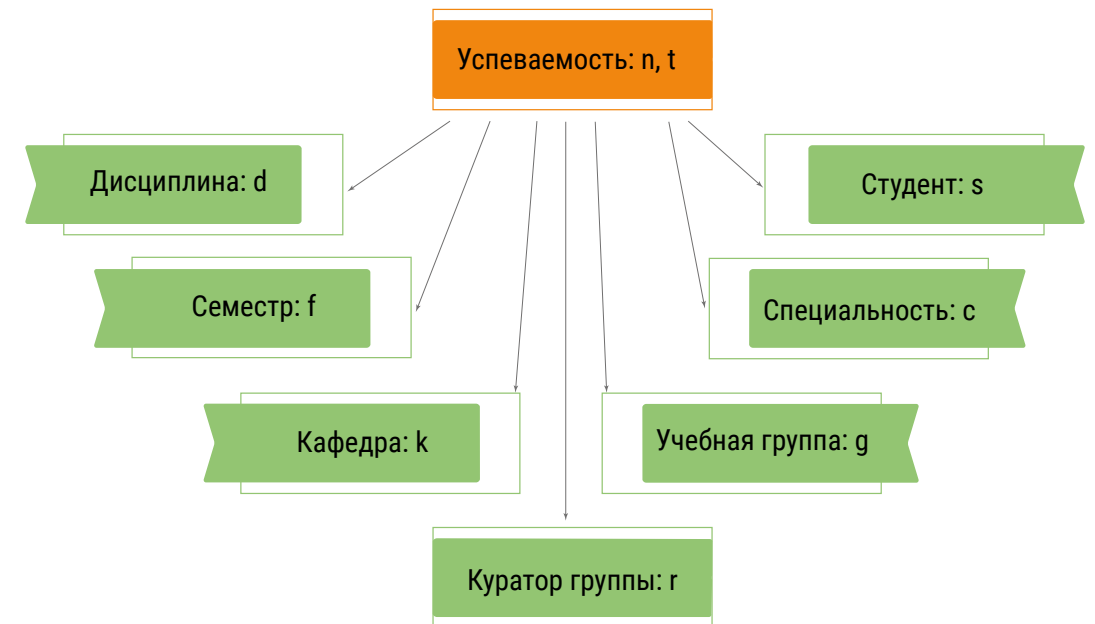 Успеваемость: n, t
Дисциплина: d
Студент: s
Семестр: f
Специальность: c
Кафедра: k
Учебная группа: g
Куратор группы: r